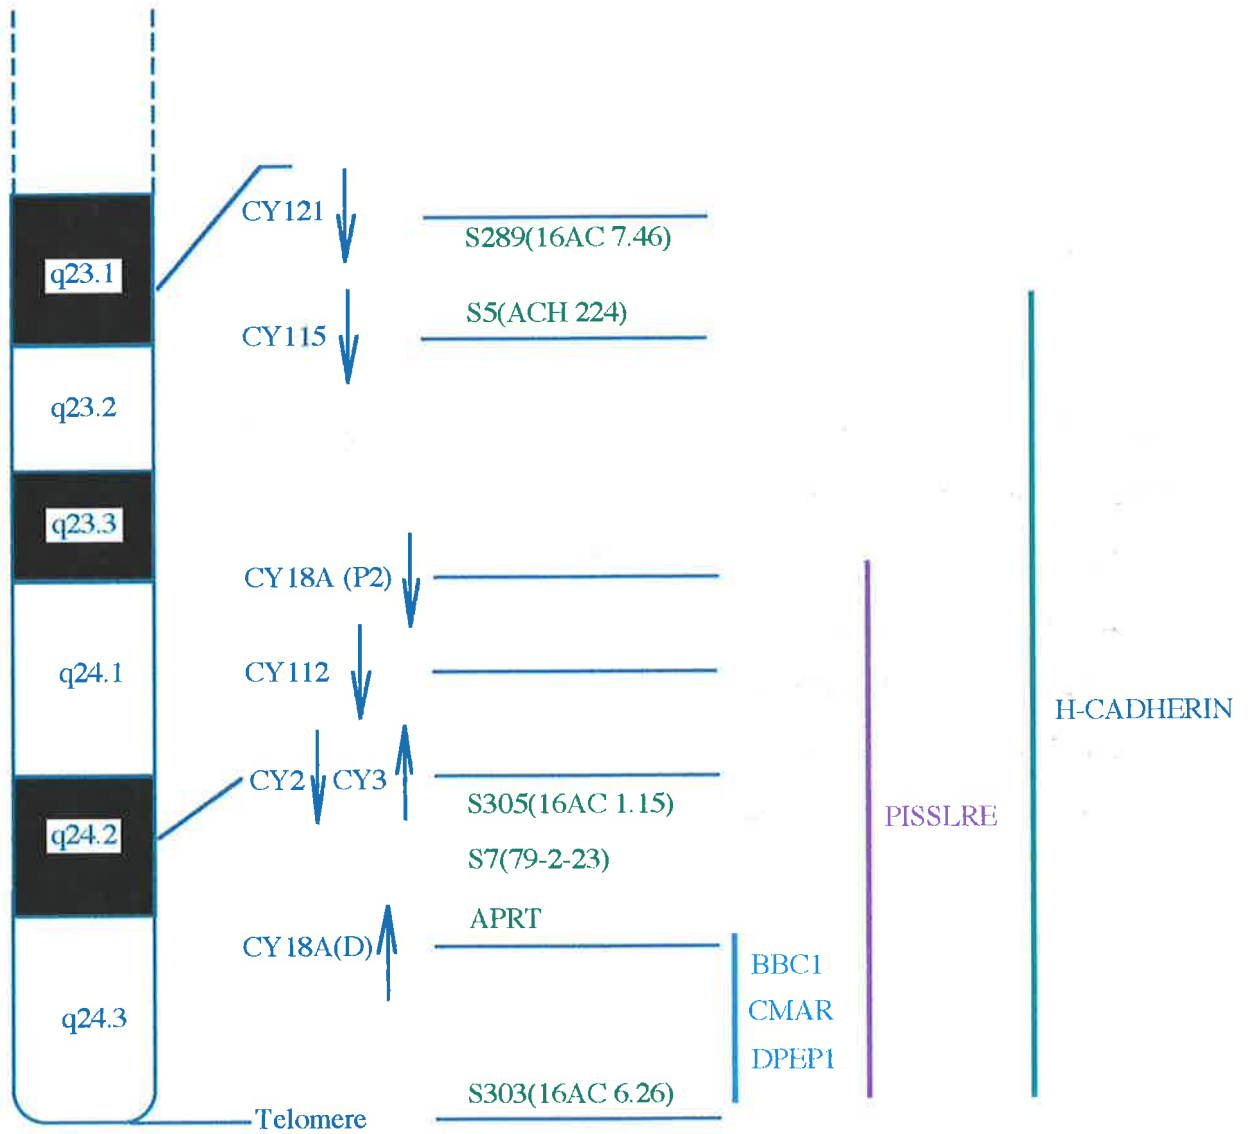 CY121
S289(16AC 7.46)
q23.1
S5(ACH 224)
CY115
q23.2
q23.3
CY18A (P2)
q24.1
CY112
H-CADHERIN
CY2
CY3
S305(16AC 1.15)
PISSLRE
q24.2
S7(79-2-23)
APRT
CY18A(D)
BBC1
CMAR
q24.3
DPEP1
S303(16AC 6.26)
Telomere